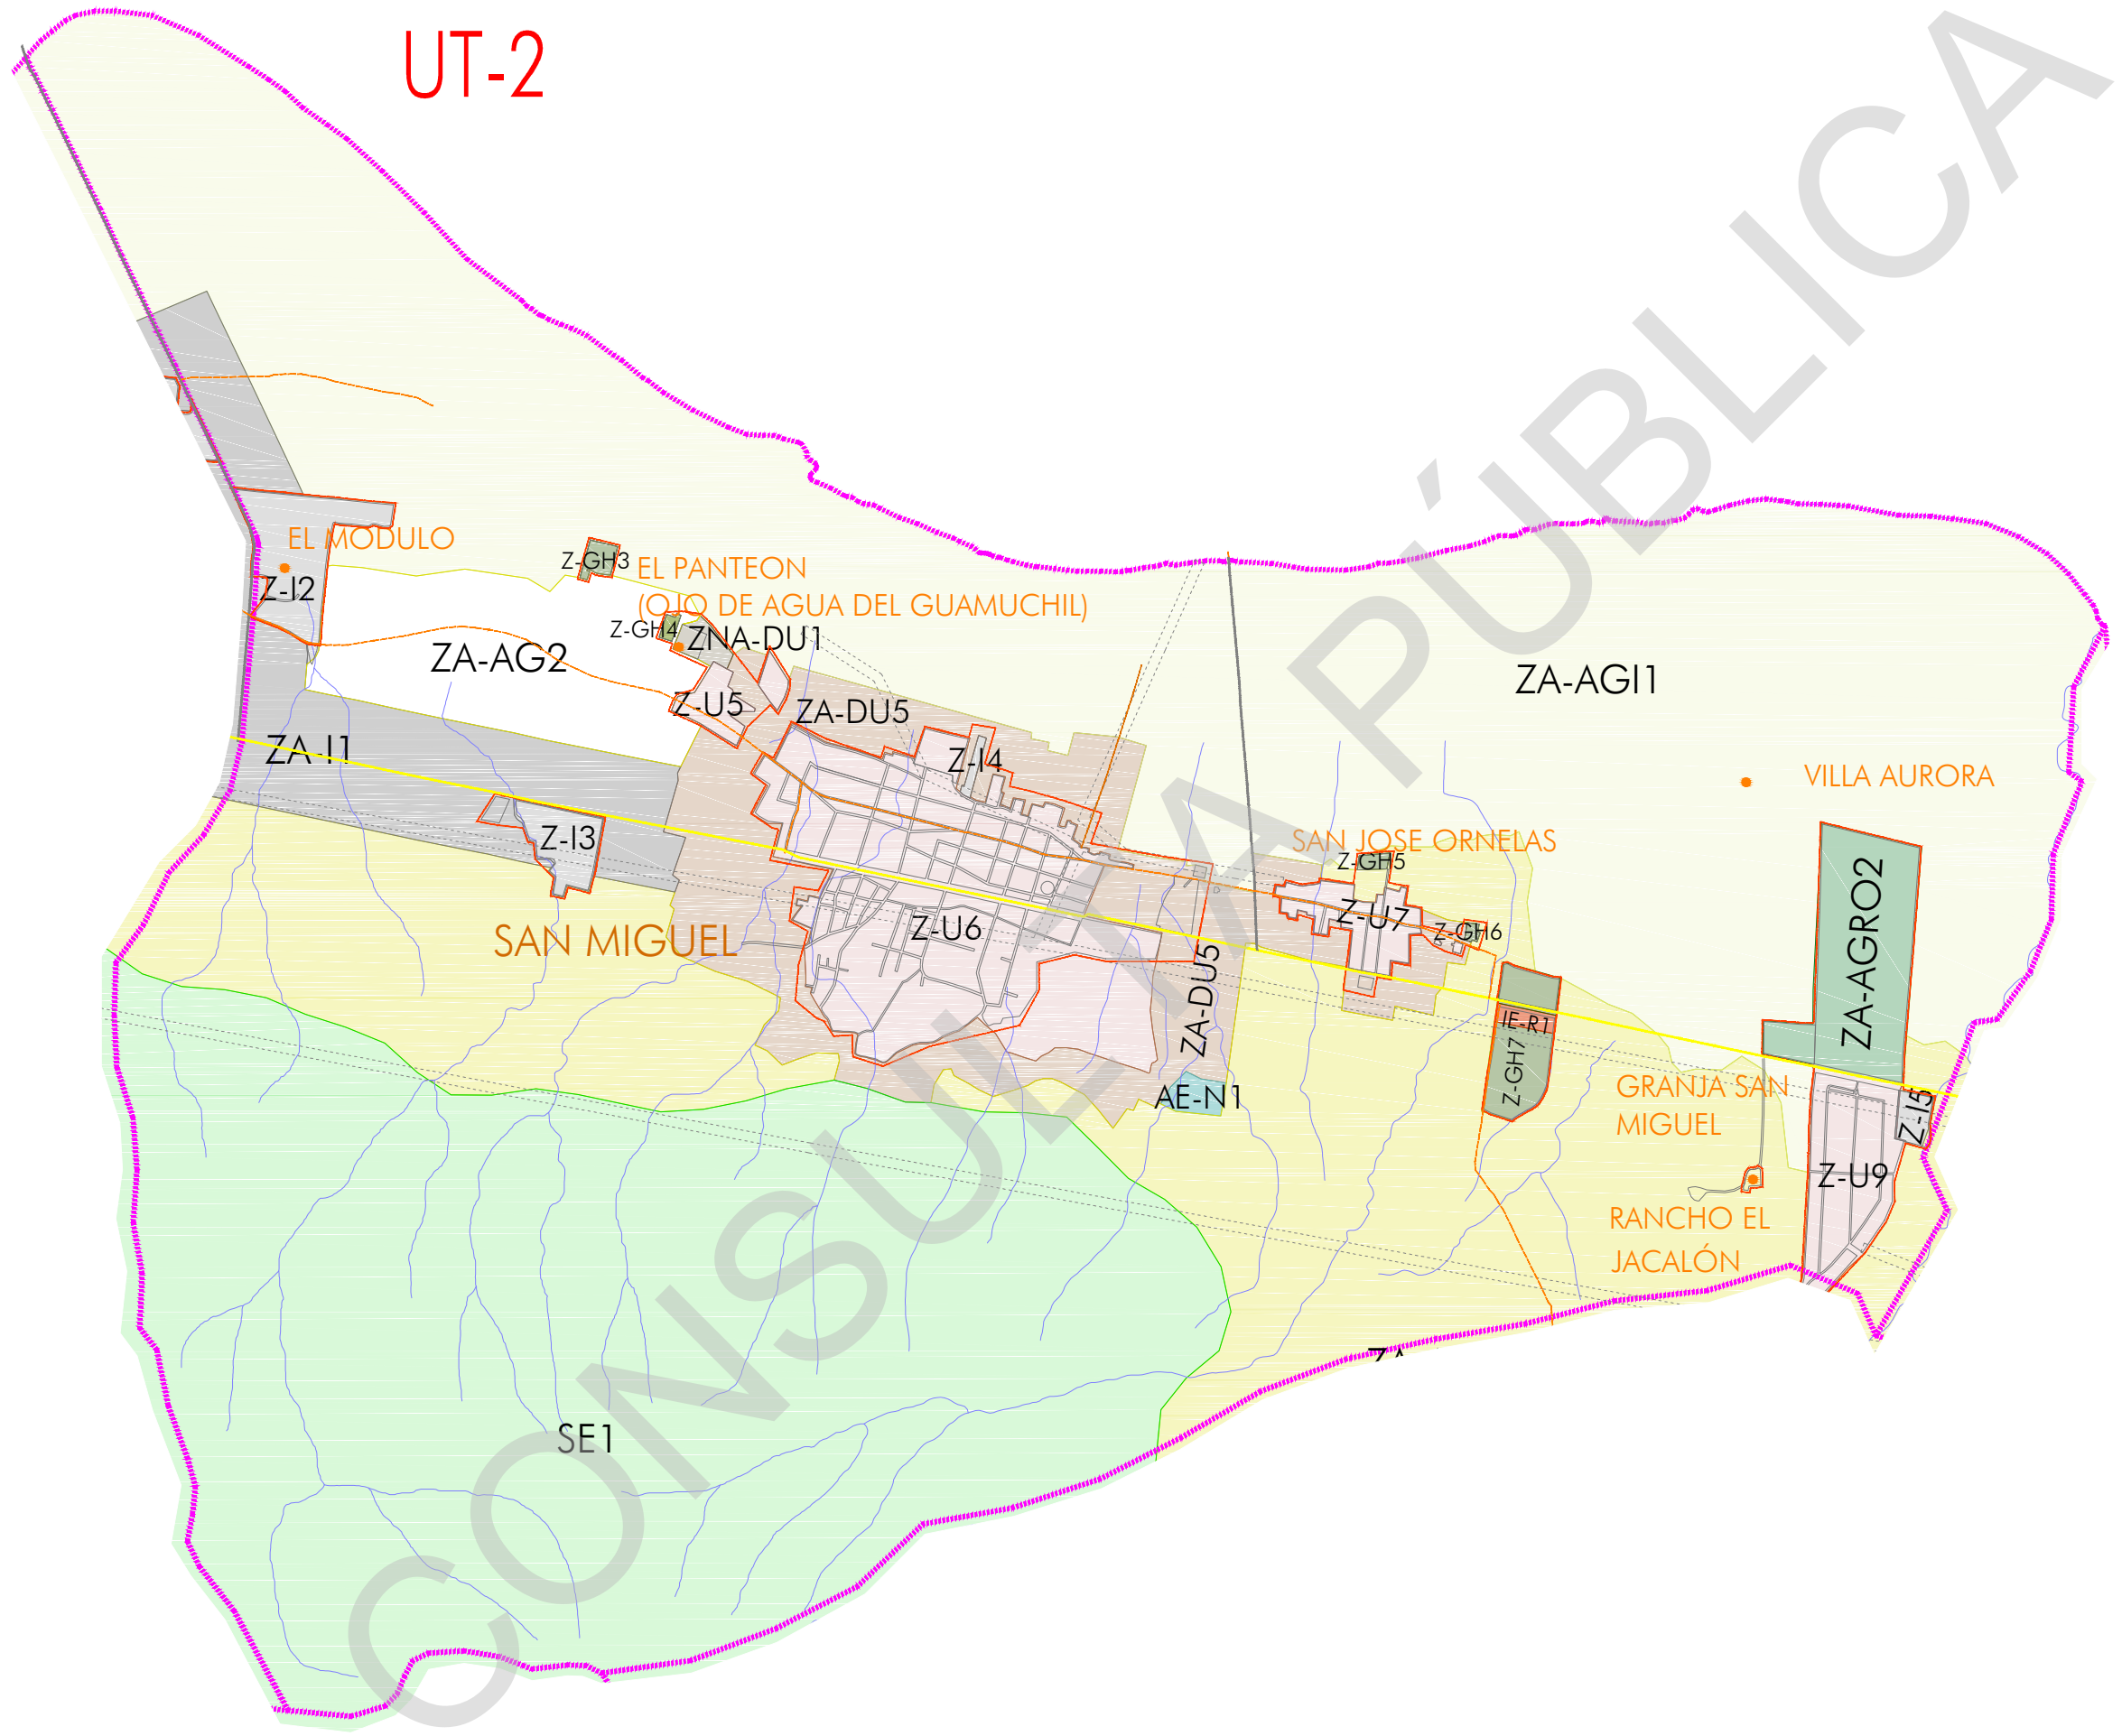 UT-2
CONSULTA PÚBLICA
EL MODULO
Z-I2
Z-GH3
EL PANTEON
(OJO DE AGUA DEL GUAMUCHIL)
Z-GH4
ZNA-DU1
ZA-AG2
ZA-AGI1
Z-U5
ZA-DU5
ZA-I1
Z-I4
VILLA AURORA
Z-I3
SAN JOSE ORNELAS
Z-GH5
ZA-AGRO2
SAN MIGUEL
Z-U6
Z-U7
Z-GH6
ZA-DU5
IE-R1
Z-GH7
AE-N1
GRANJA SAN
MIGUEL
Z-I5
Z-U9
RANCHO EL
JACALÓN
SE1